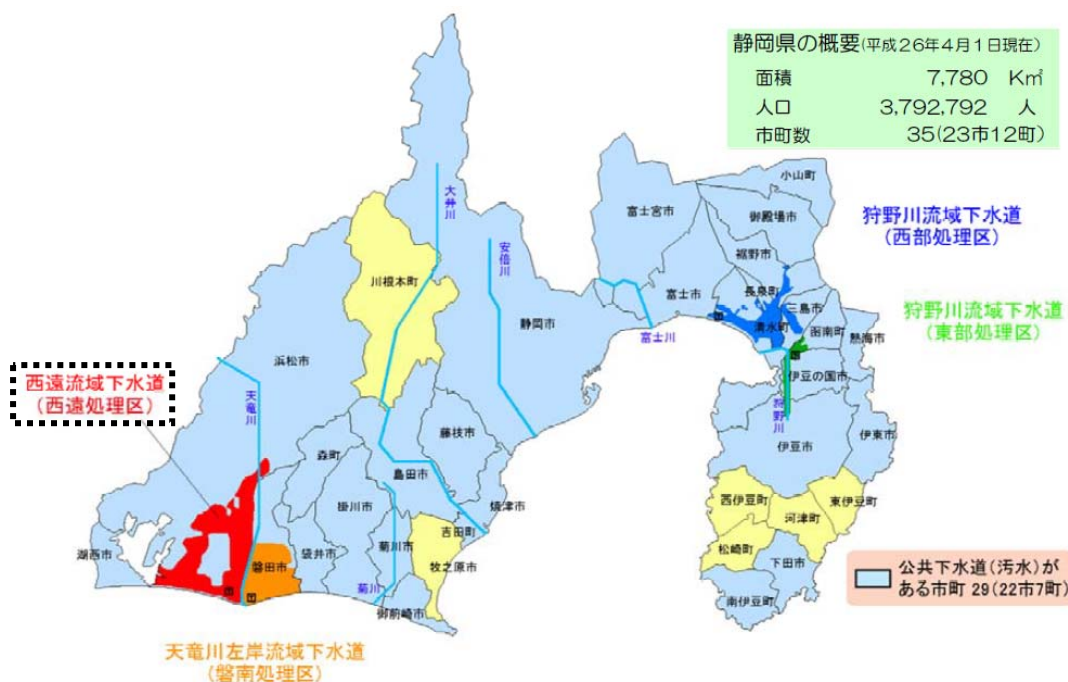 静岡県の概要(平成26年4月1日現在)
面積 7,780 K㎡
人口 3,792,792 人
市町数 35(23市12町)
小山町
大井川
富士宮市
御殿場市
狩野川流域下水道
(西部処理区)
安倍川
裾野市
川根本町
長泉町
富士市
三島市
狩野川流域下水道
(東部処理区)
静岡市
清水町
函南町
富士川
熱海市
浜松市
伊豆の国市
西遠流域下水道
(西遠処理区)
天竜川
狩野川
藤枝市
伊東市
森町
伊豆市
島田市
掛川市
焼津市
西伊豆町
東伊豆町
吉田町
河津町
湖西市
袋井市
菊川市
松崎町
磐田市
牧之原市
下田市
公共下水道(汚水)が
ある市町 29(22市7町)
菊川
御前崎市
南伊豆町
天竜川左岸流域下水道
(磐南処理区)